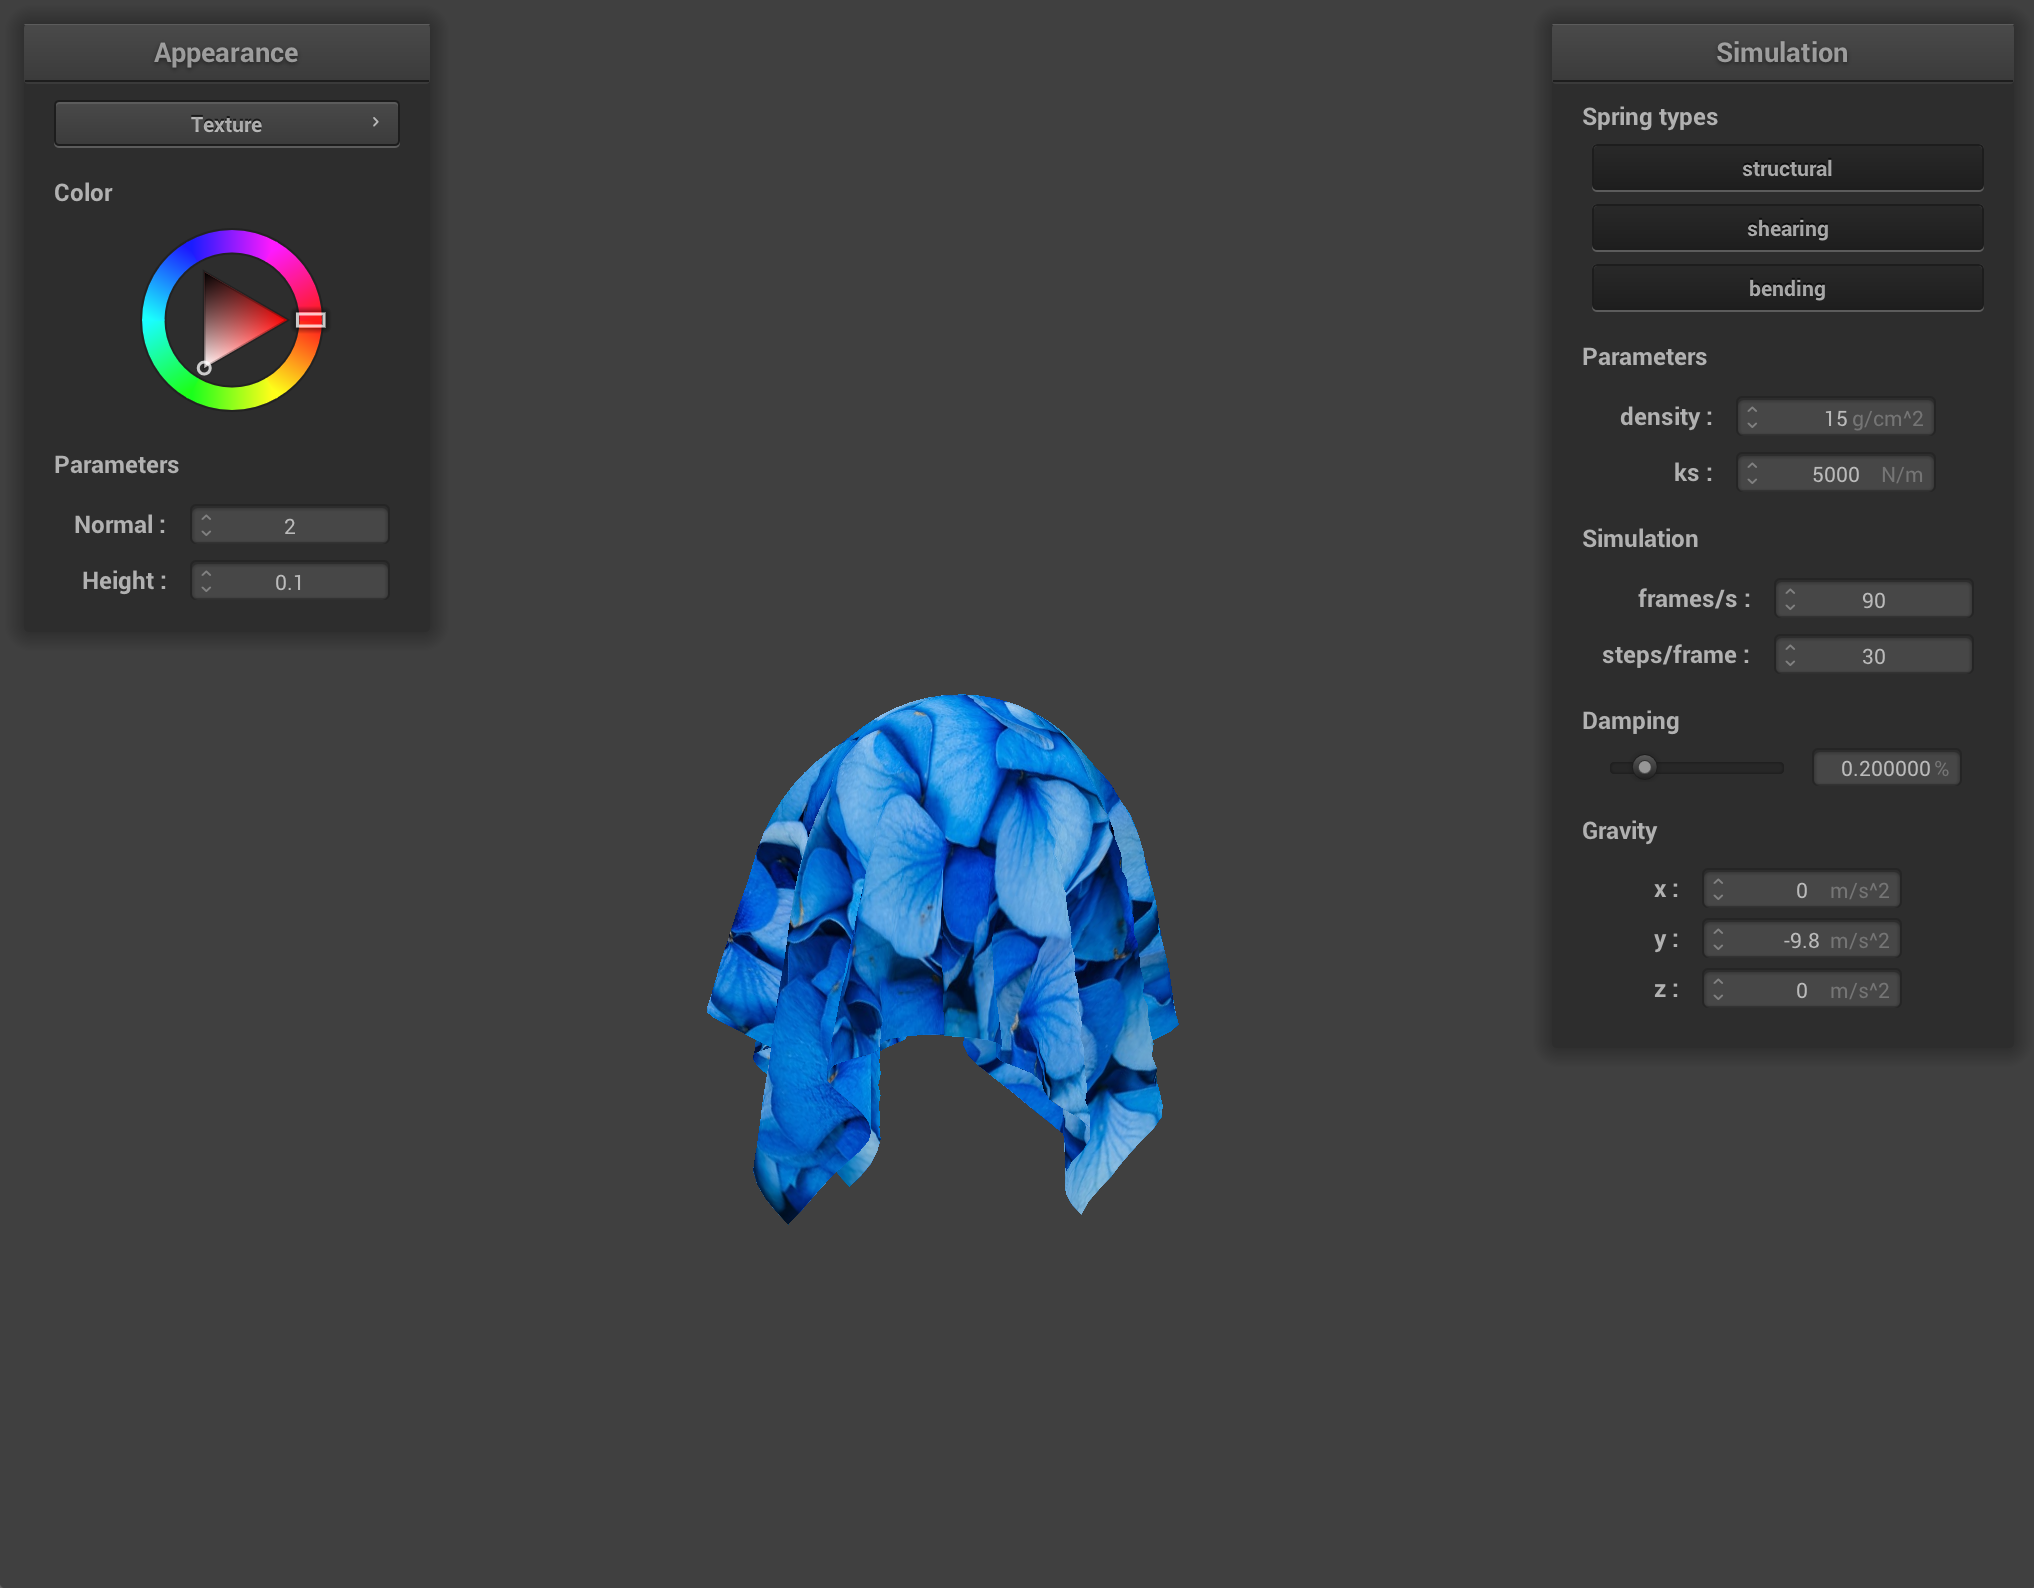 Appearance
Texture
Color
Parameters
Normal : 2
Height : 0.1
Simulation
Spring types
structural
shearing
bending
Parameters
density : 15 g/cm^2
ks : 5000 N/m
Simulation
frames/s : 90
steps/frame : 30
Damping
0.200000 %
Gravity
x : 0 m/s^2
y : -9.8 m/s^2
z : 0 m/s^2